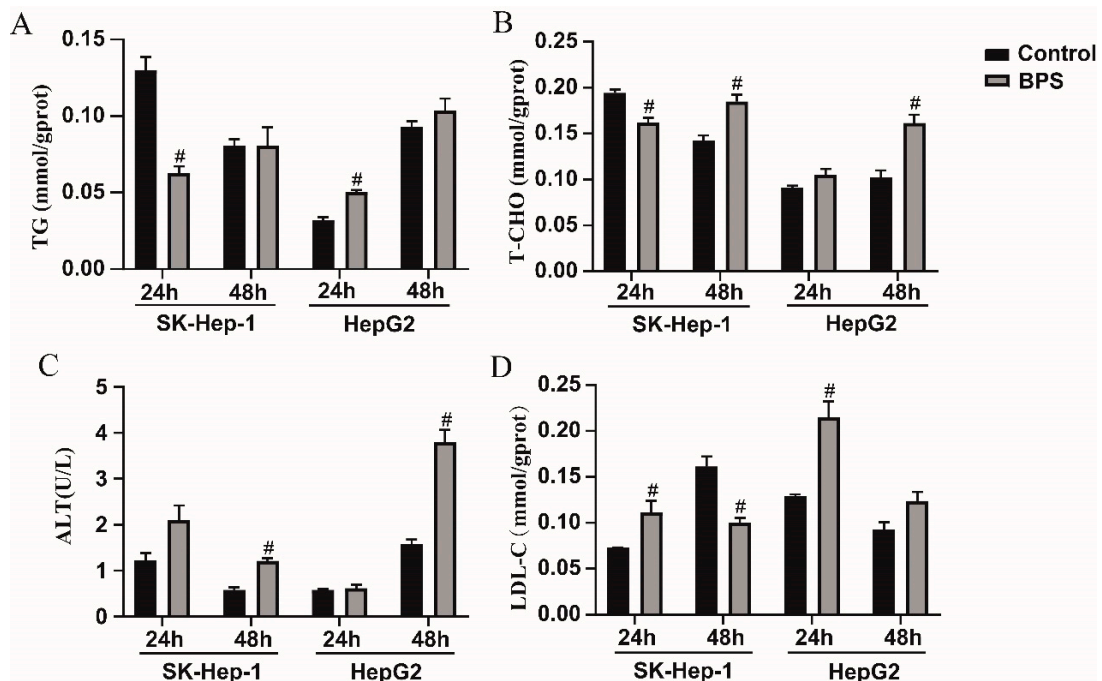 A
TG (mmol/gprot)
0.15
0.10
0.05
0.00
#
#
24h 48h 24h 48h
SK-Hep-1 HepG2
B
T-CHO (mmol/gprot)
0.25
0.20
0.15
0.10
0.05
0.00
# # #
24h 48h 24h 48h
SK-Hep-1 HepG2
Control
BPS
C
ALT(U/L)
5
4
3
2
1
0
# #
24h 48h 24h 48h
SK-Hep-1 HepG2
D
LDL-C (mmol/gprot)
0.25
0.20
0.15
0.10
0.05
0.00
# # #
24h 48h 24h 48h
SK-Hep-1 HepG2